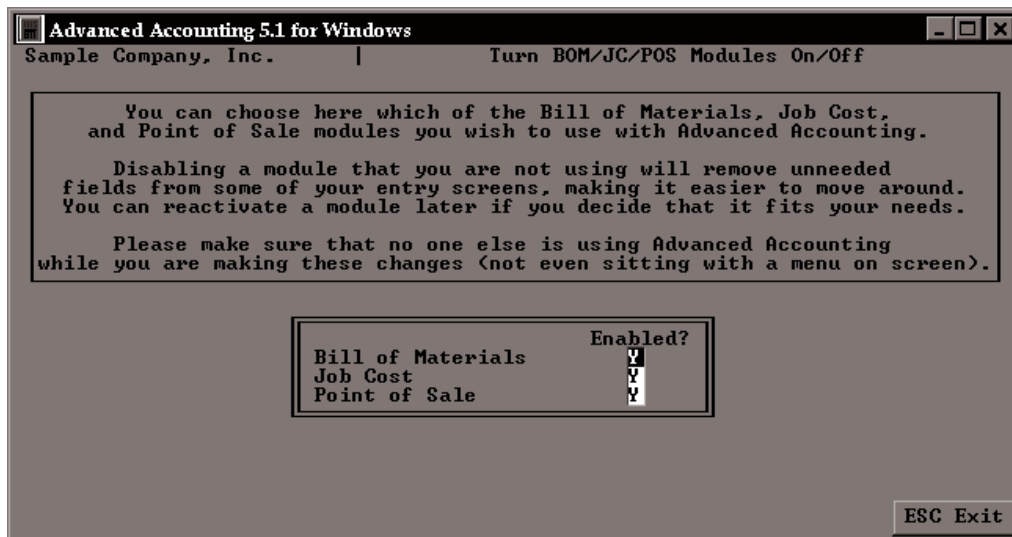 Advanced Accounting 5.1 for Windows
Sample Company, Inc. | Turn BOM/JC/POS Modules On/Off
You can choose here which of the Bill of Materials, Job Cost,
and Point of Sale modules you wish to use with Advanced Accounting.
Disabling a module that you are not using will remove unneeded
fields from some of your entry screens, making it easier to move around.
You can reactivate a module later if you decide that it fits your needs.
Please make sure that no one else is using Advanced Accounting
while you are making these changes (not even sitting with a menu on screen).
Enabled?
Bill of Materials Y
Job Cost Y
Point of Sale Y
ESC Exit